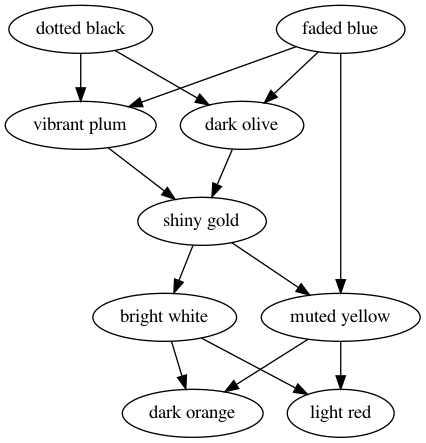 dotted black
faded blue
vibrant plum
dark olive
shiny gold
bright white
muted yellow
dark orange
light red